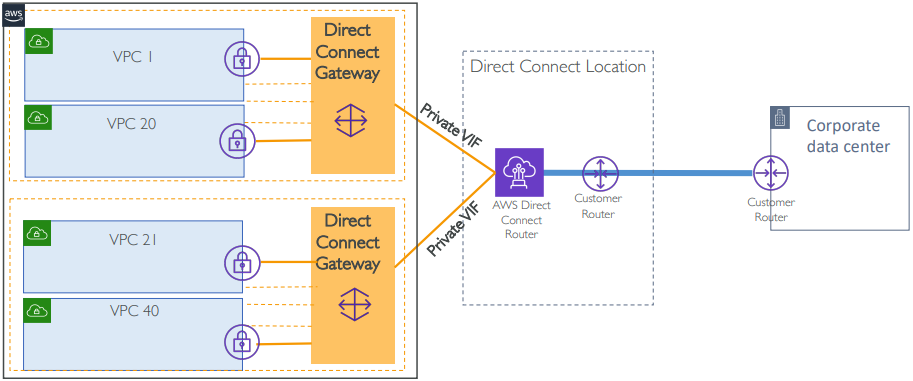 aws
Direct
Connect
Gateway
VPC 1
VPC 20
Direct
Connect
Gateway
VPC 21
VPC 40
Private VIF
Private VIF
Direct Connect Location
AWS Direct
Connect
Router
Customer
Router
Corporate
data center
Customer
Router